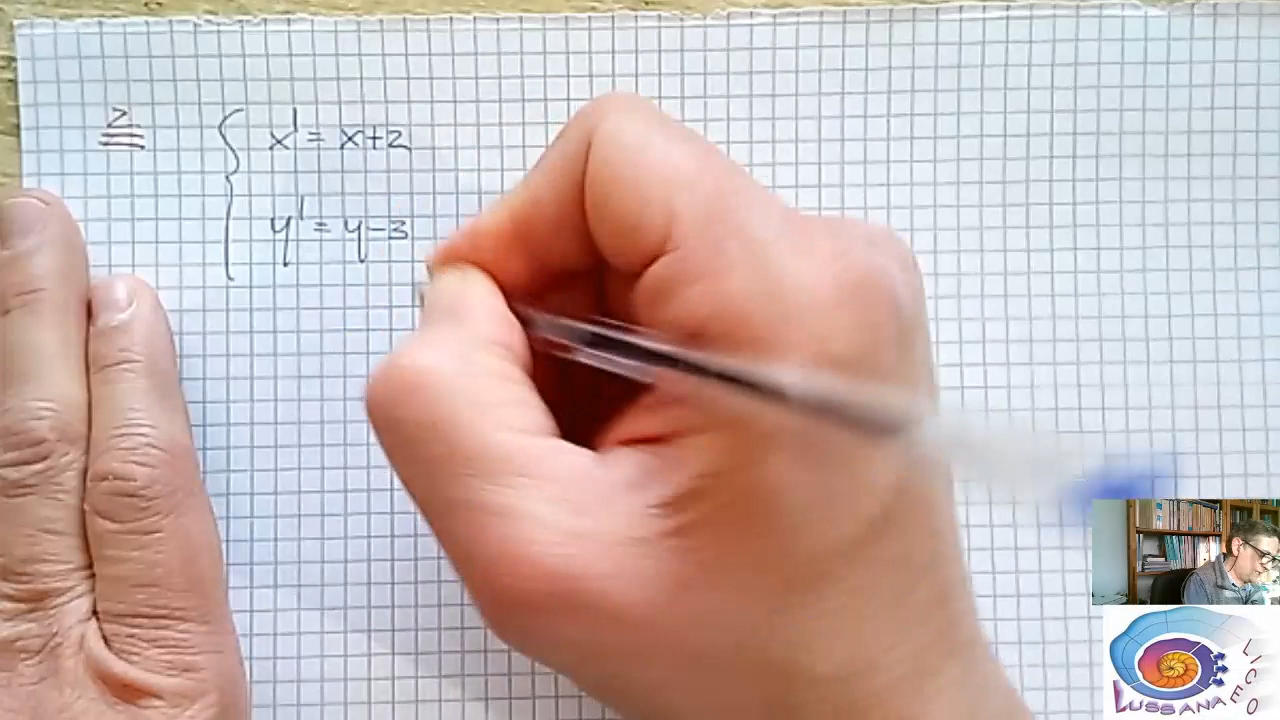 2
x' = x+2
y' = y-3
LUSSANA
LICEO